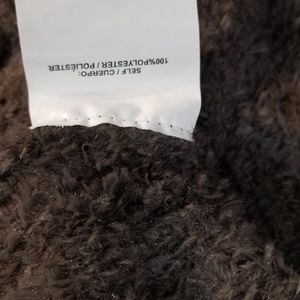 SELF / CUERPO:
100%POLYESTER / POLIÉSTER